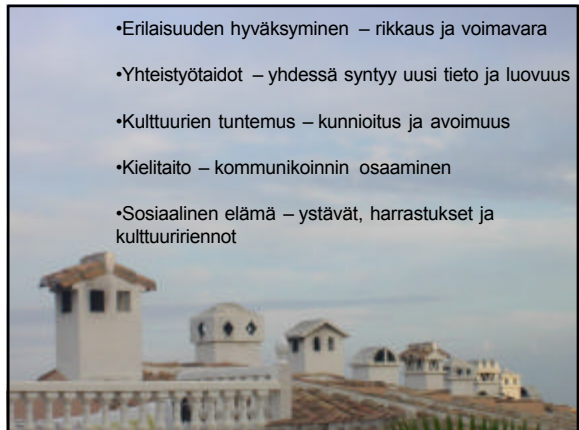 •Erilaisuuden hyväksyminen – rikkaus ja voimavara
•Yhteistyötaidot – yhdessä syntyy uusi tieto ja luovuus
•Kulttuurien tuntemus – kunnioitus ja avoimuus
•Kielitaito – kommunikoinnin osaaminen
•Sosiaalinen elämä – ystävät, harrastukset ja
kulttuuririennot